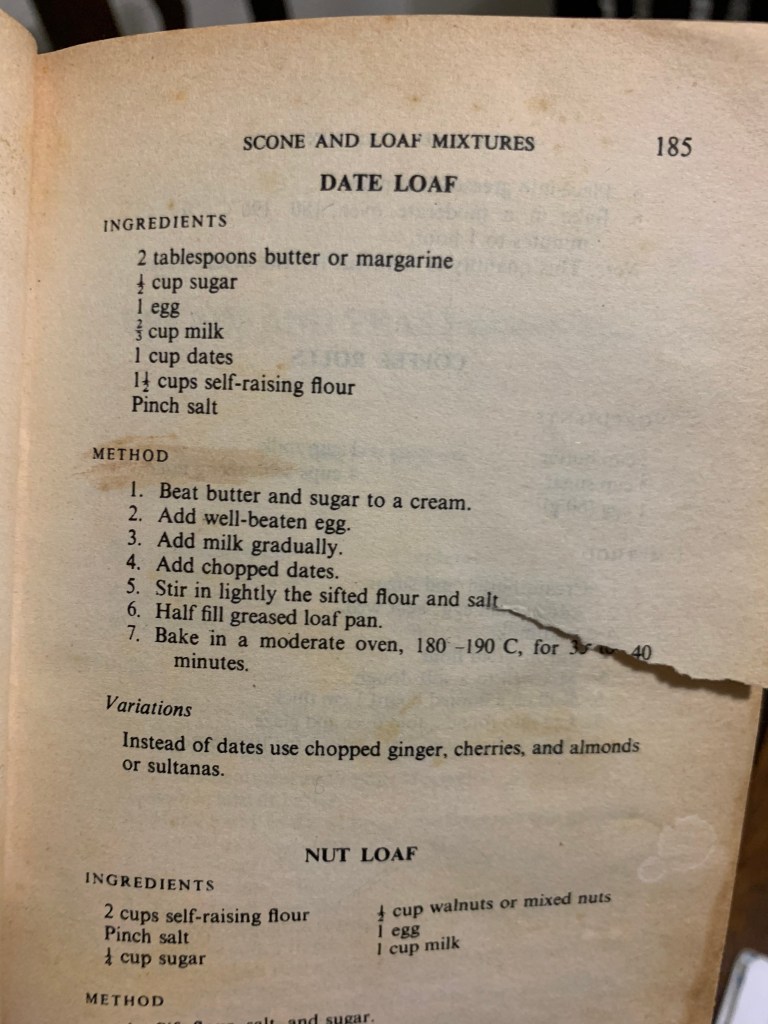 SCONE AND LOAF MIXTURES 185
DATE LOAF
INGREDIENTS
2 tablespoons butter or margarine
½ cup sugar
1 egg
⅔ cup milk
1 cup dates
1½ cups self-raising flour
Pinch salt
METHOD
1. Beat butter and sugar to a cream.
2. Add well-beaten egg.
3. Add milk gradually.
4. Add chopped dates.
5. Stir in lightly the sifted flour and salt
6. Half fill greased loaf pan.
7. Bake in a moderate oven, 180°–190°C, for 40
minutes.
Variations
Instead of dates use chopped ginger, cherries, and almonds
or sultanas.
NUT LOAF
INGREDIENTS
2 cups self-raising flour
Pinch salt
cup sugar
½ cup walnuts or mixed nuts
1 egg
1 cup milk
METHOD
flour, salt, and sugar.